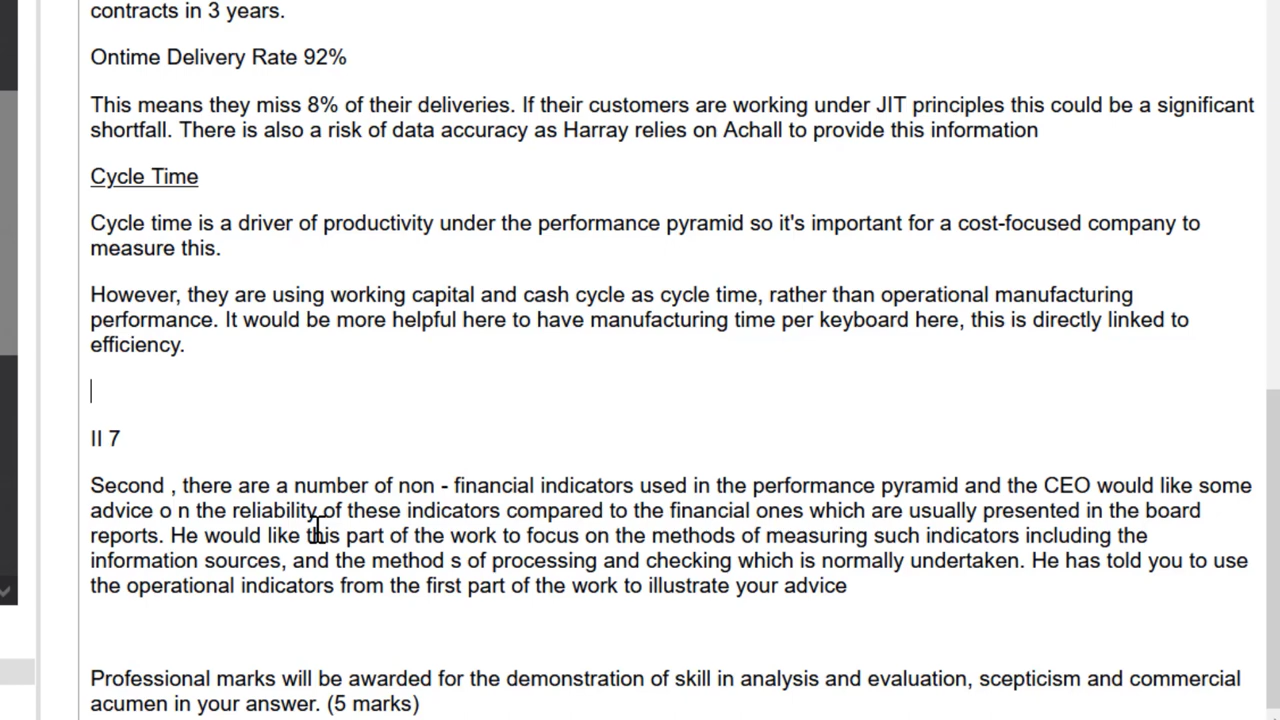 contracts in 3 years.
Ontime Delivery Rate 92%
This means they miss 8% of their deliveries. If their customers are working under JIT principles this could be a significant
shortfall. There is also a risk of data accuracy as Harray relies on Achall to provide this information
Cycle Time
Cycle time is a driver of productivity under the performance pyramid so it's important for a cost-focused company to
measure this.
However, they are using working capital and cash cycle as cycle time, rather than operational manufacturing
performance. It would be more helpful here to have manufacturing time per keyboard here, this is directly linked to
efficiency.
II 7
Second , there are a number of non - financial indicators used in the performance pyramid and the CEO would like some
advice o n the reliability of these indicators compared to the financial ones which are usually presented in the board
reports. He would like this part of the work to focus on the methods of measuring such indicators including the
information sources, and the method s of processing and checking which is normally undertaken. He has told you to use
the operational indicators from the first part of the work to illustrate your advice
Professional marks will be awarded for the demonstration of skill in analysis and evaluation, scepticism and commercial
acumen in your answer. (5 marks)